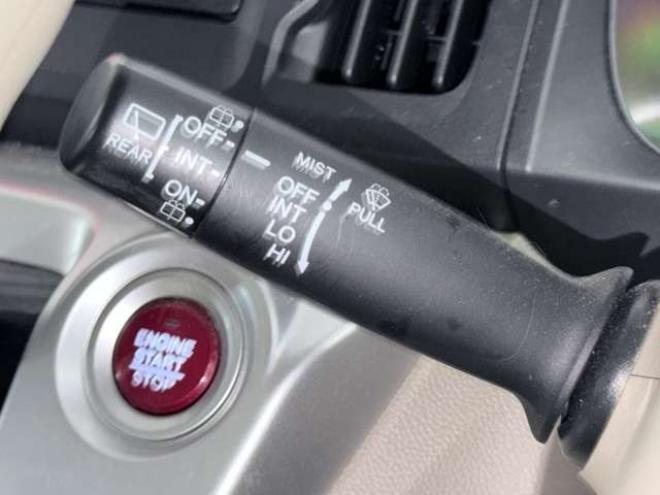 REAR
OFF
INT
ON
MIST
OFF
INT
LO
HI
PULL
ENGINE
START
STOP